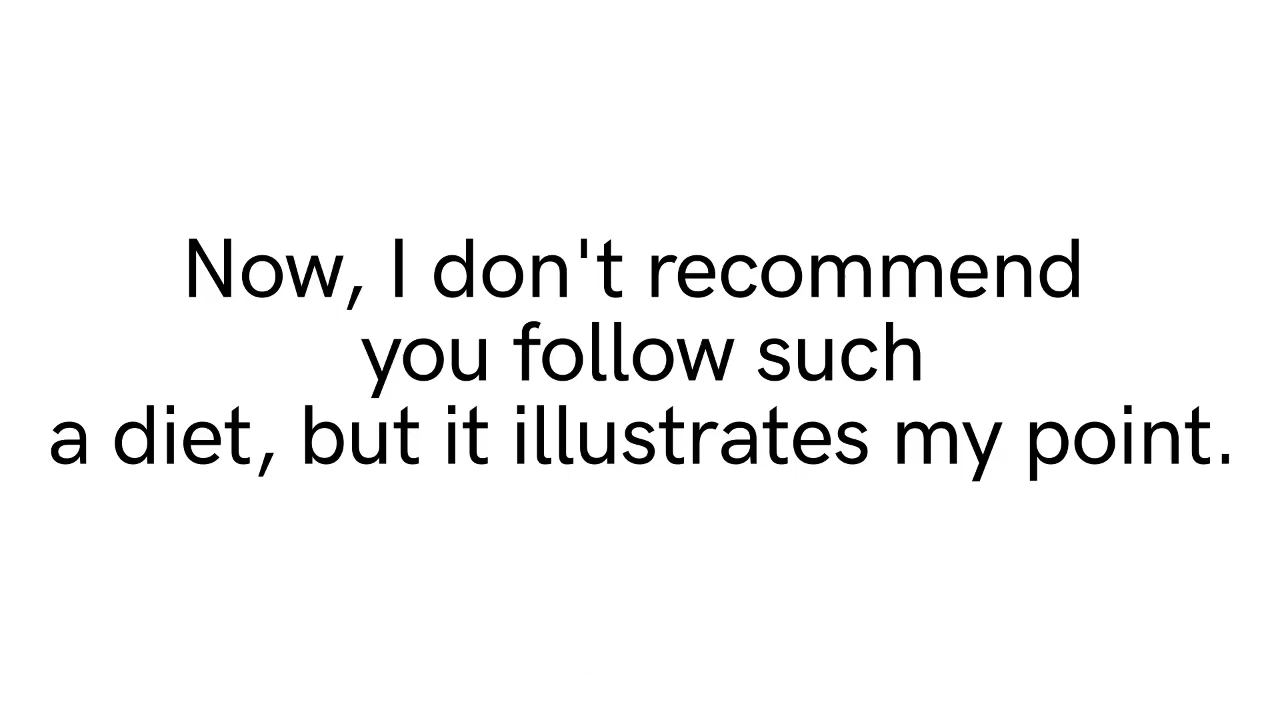 Now, I don't recommend
you follow such
a diet, but it illustrates my point.